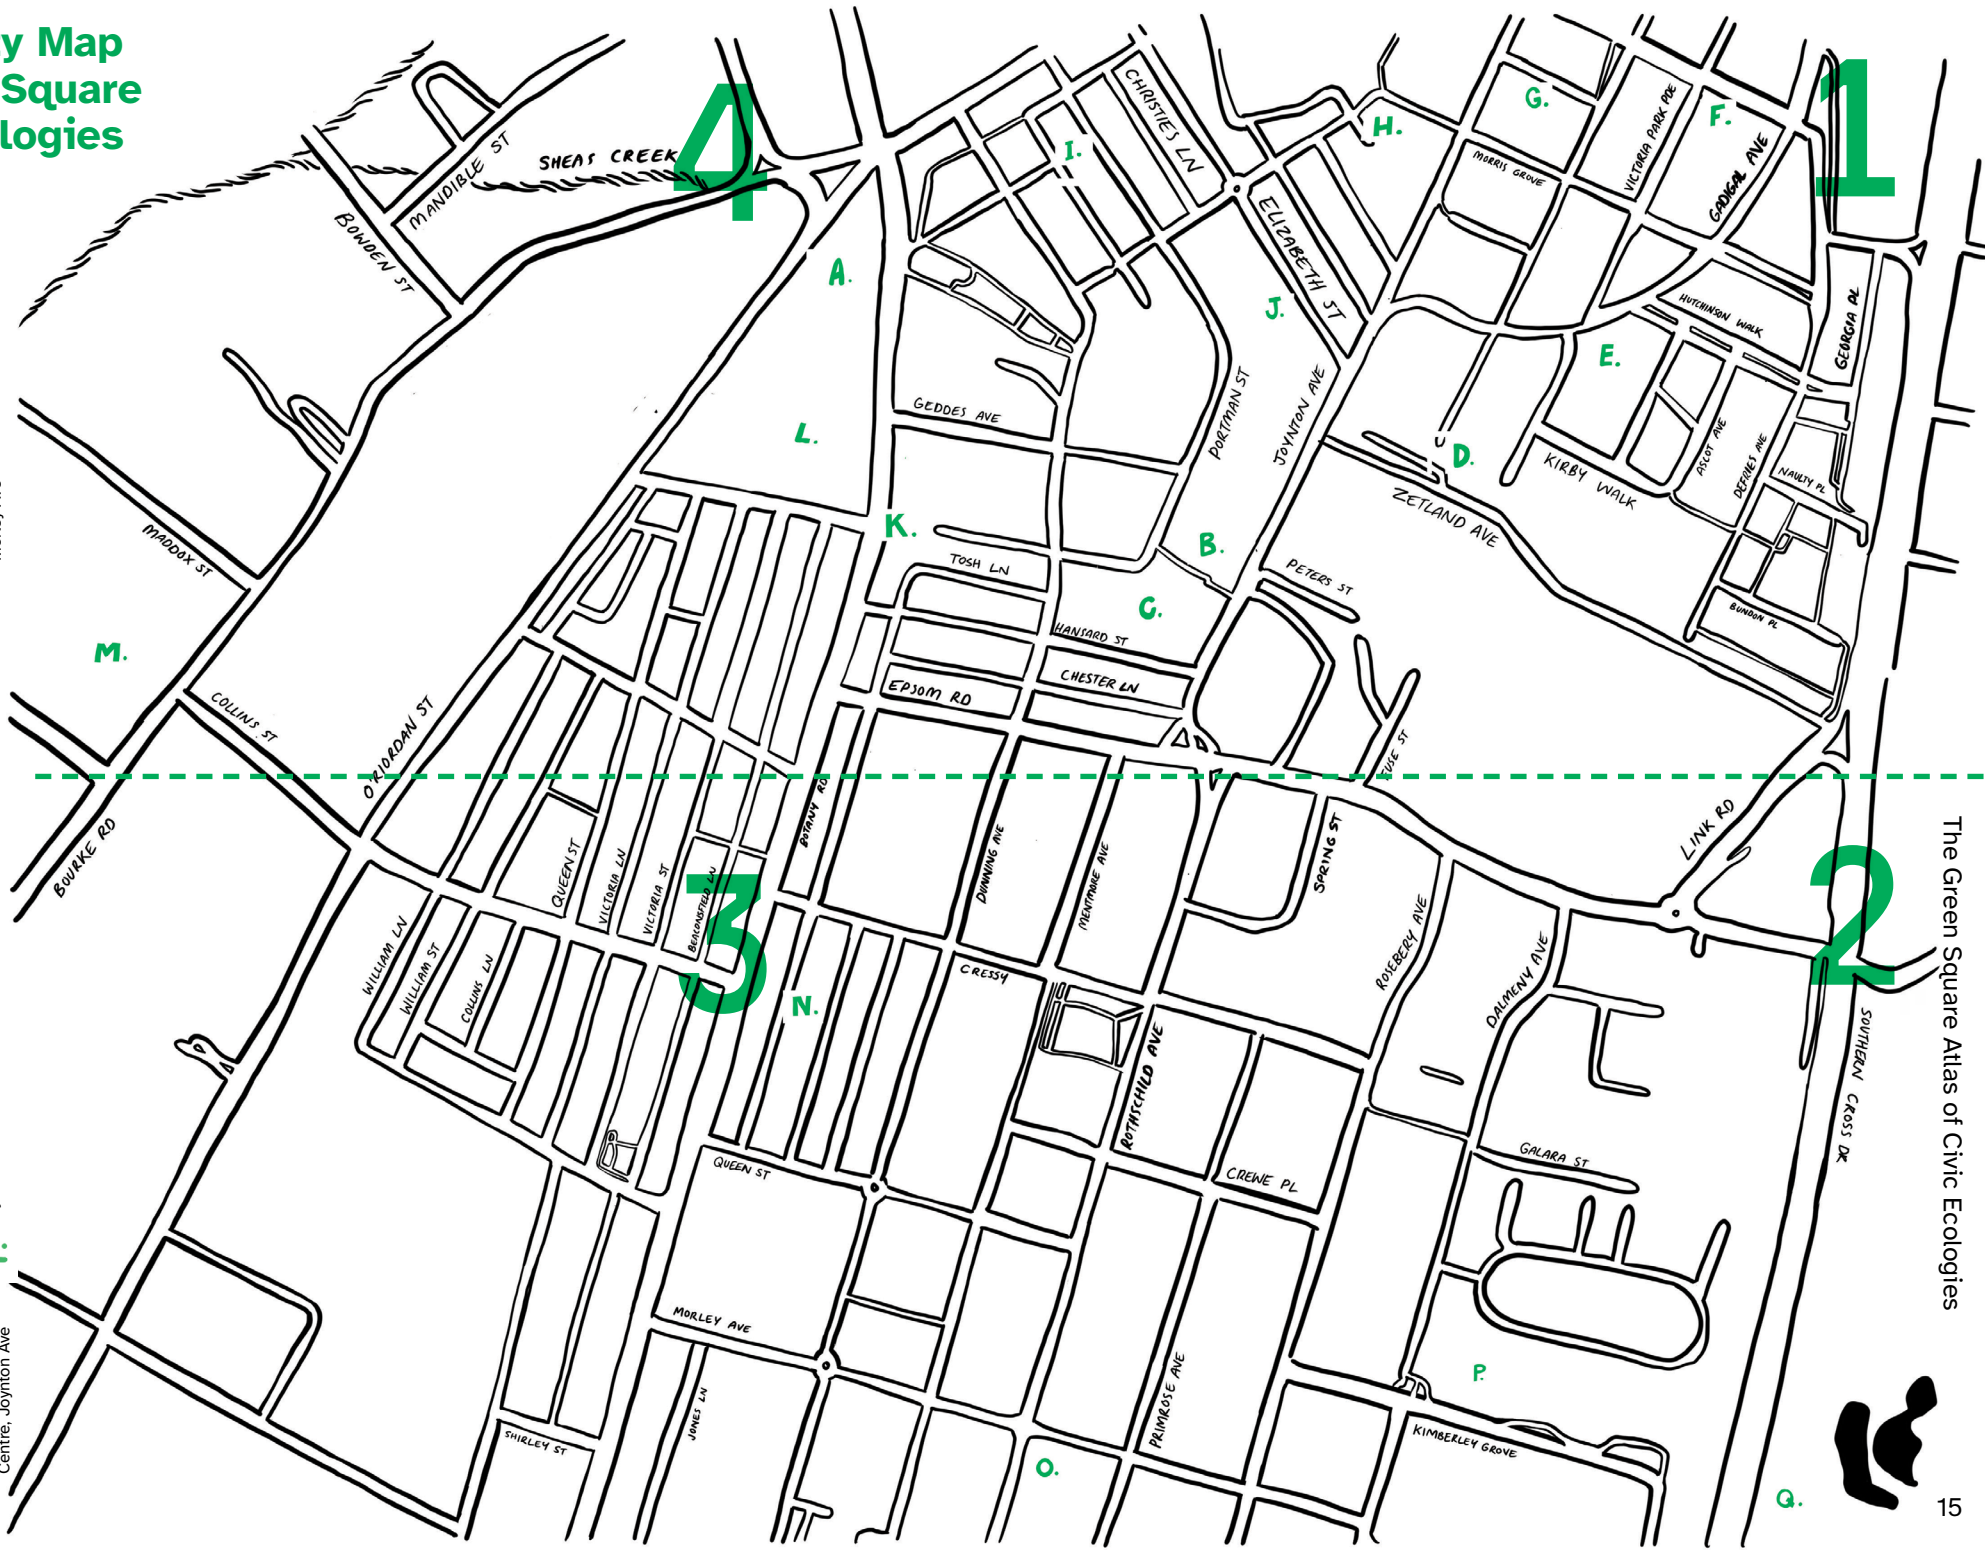 y Map
Square
logies
4
1
SHEAS CREEK
MANDIBLE ST
BOWDEN ST
CHRISTIES LN
I.
H.
G.
F.
MORRIS GROVE
VICTORIA PARK PDE
GADIGAL AVE
ELIZABETH ST
A.
J.
HUTCHINSON WALK
GEORGIA PL
E.
GEDDES AVE
L.
PORTMAN ST
JOYNTON AVE
D.
KIRBY WALK
ASCOT AVE
DEFRIES AVE
NAULTY PL
ZETLAND AVE
K.
B.
TOSH LN
PETERS ST
MADDOX ST
C.
BUNDON PL
HANSARD ST
M.
CHESTER LN
EPSOM RD
COLLINS ST
O'RIORDAN ST
FUSE ST
BOTANY RD
BOURKE RD
LINK RD
3
2
QUEEN ST
VICTORIA LN
VICTORIA ST
BEACONSFIELD LN
DUNNING AVE
MENTMORE AVE
SPRING ST
ROSEBERY AVE
DALMENY AVE
WILLIAM LN
WILLIAM ST
COLLINS LN
N.
CRESSY
ROTHSCHILD AVE
SOUTHERN CROSS DR
GALARA ST
QUEEN ST
CREWE PL
MORLEY AVE
JONES LN
PRIMROSE AVE
P.
SHIRLEY ST
KIMBERLEY GROVE
O.
Q.
The Green Square Atlas of Civic Ecologies
15
Centre, Joynton Ave